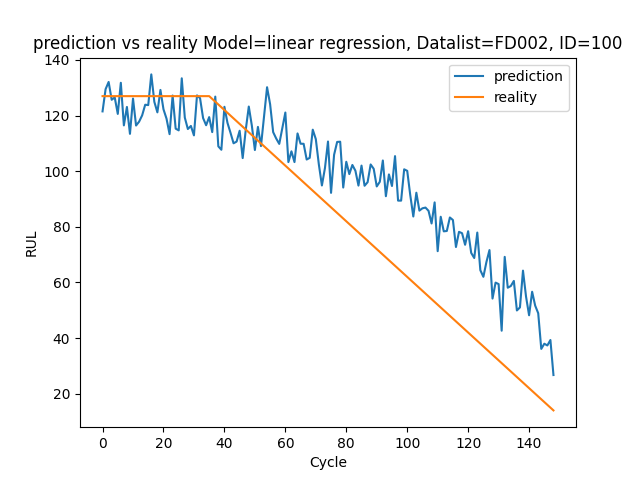 prediction vs reality Model=linear regression, Datalist=FD002, ID=100
prediction
reality
RUL
140
120
100
80
60
40
20
0 20 40 60 80 100 120 140
Cycle